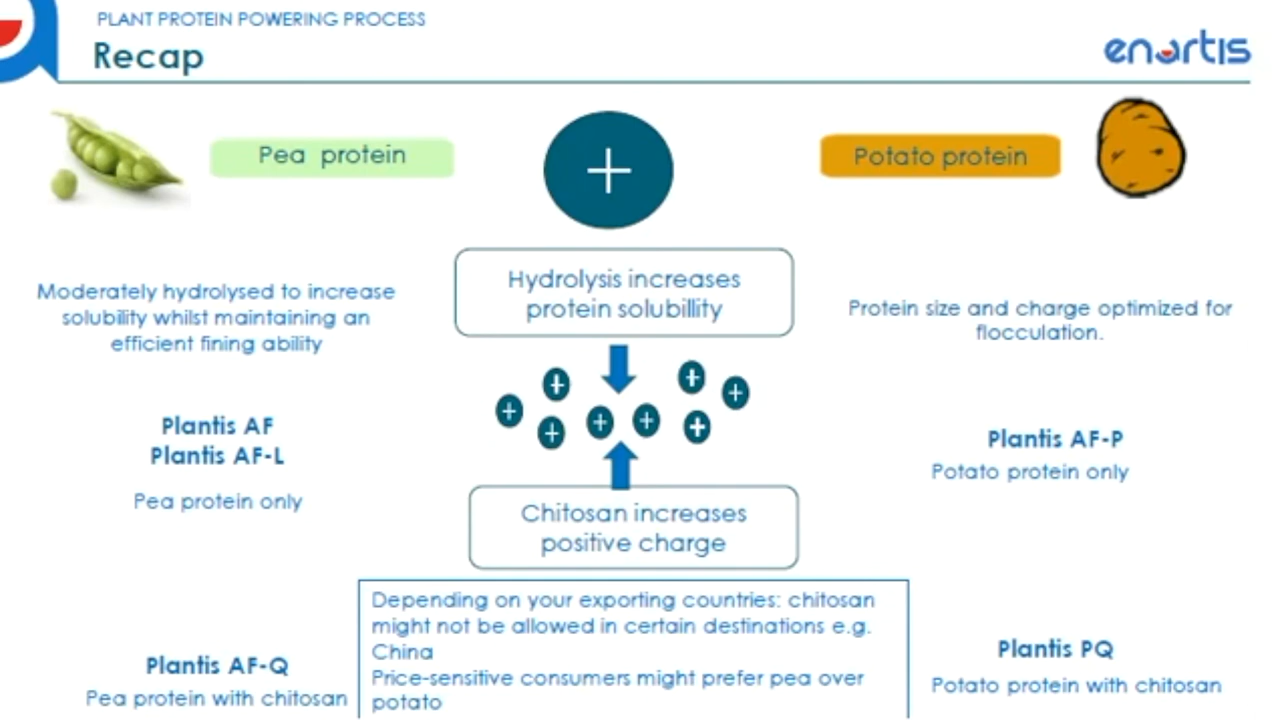 PLANT PROTEIN POWERING PROCESS
Recap
enartis
Pea protein
+
Potato protein
Hydrolysis increases
protein solubillity
Moderately hydrolysed to increase
solubility whilst maintaining an
efficient fining ability
Protein size and charge optimized for
flocculation.
+ + + + + + + +
Plantis AF
Plantis AF-L
Pea protein only
Plantis AF-P
Potato protein only
Chitosan increases
positive charge
Depending on your exporting countries: chitosan
might not be allowed in certain destinations e.g.
China
Price-sensitive consumers might prefer pea over
potato
Plantis AF-Q
Pea protein with chitosan
Plantis PQ
Potato protein with chitosan